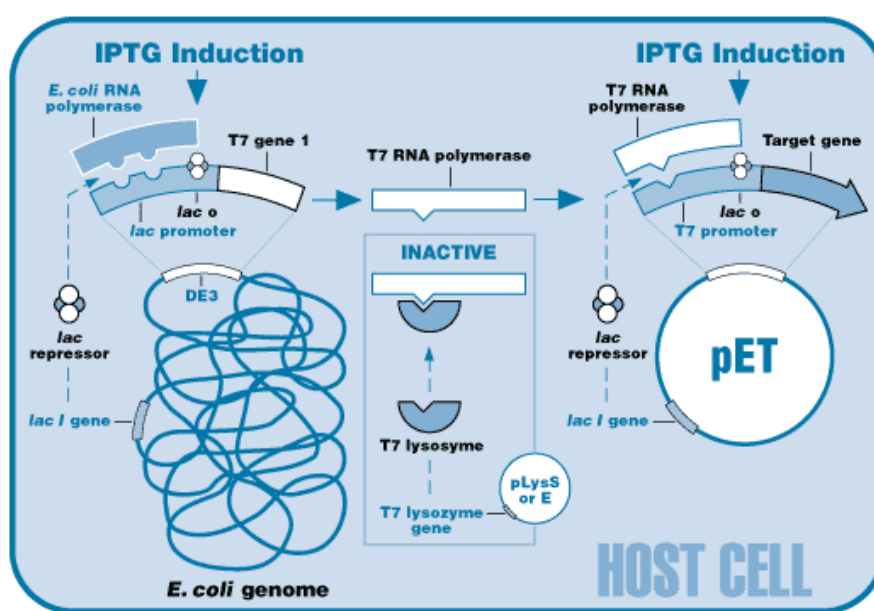 IPTG Induction
E. coli RNA
polymerase
T7 gene 1
lac o
lac promoter
DE3
lac
repressor
lac I gene
E. coli genome
T7 RNA polymerase
INACTIVE
T7 lysosyme
T7 lysozyme
gene
pLysS
or E
IPTG Induction
T7 RNA
polymerase
Target gene
lac o
T7 promoter
lac
repressor
lac I gene
pET
HOST CELL